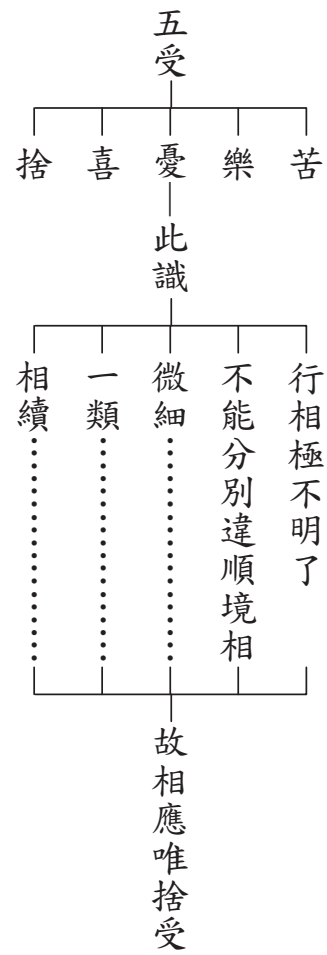 五受
苦
樂
憂
喜
捨
此識
行相極不明了
不能分別違順境相
微細………………
一類………………
相續………………
故相應唯捨受